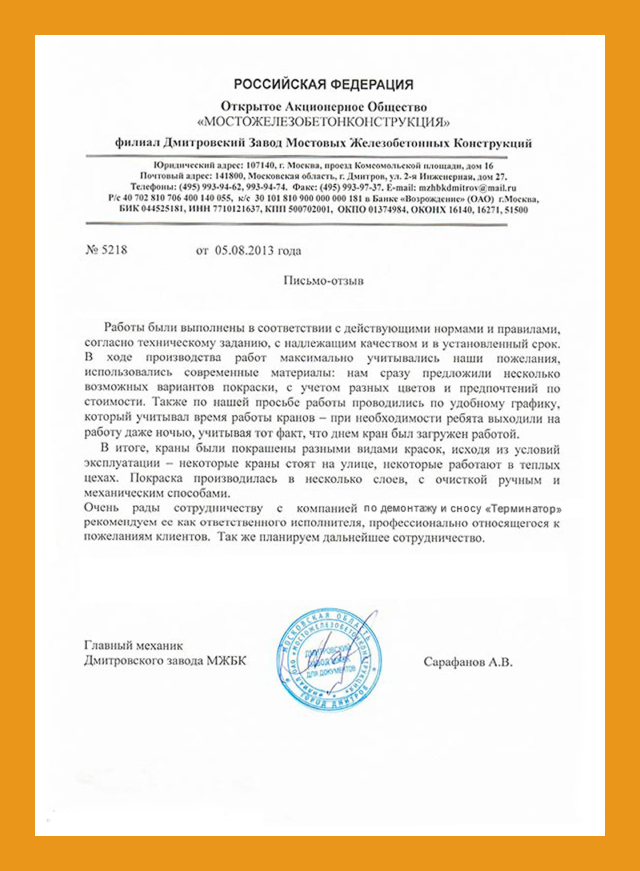 РОССИЙСКАЯ ФЕДЕРАЦИЯ
Открытое Акционерное Общество
«МОСТОЖЕЛЕЗОБЕТОНКОНСТРУКЦИЯ»
филиал Дмитровский Завод Мостовых Железобетонных Конструкций
Юридический адрес: 107140, г. Москва, проезд Комсомольской площади, дом 16
Почтовый адрес: 141800, Московская область, г. Дмитров, ул. 2-я Инженерная, дом 27.
Телефоны: (495) 993-94-62, 993-94-74. Факс: (495) 993-97-37. E-mail: mzhbkdmitrov@mail.ru
Р/с 40 702 810 706 400 140 055, к/с 30 101 810 900 000 000 181 в Банке «Возрождение» (ОАО) г.Москва,
БИК 044525181, ИНН 7710121637, КПП 500702001, ОКПО 01374984, ОКОНХ 16140, 16271, 51500
№ 5218 от 05.08.2013 года
Письмо-отзыв
Работы были выполнены в соответствии с действующими нормами и правилами,
согласно техническому заданию, с надлежащим качеством и в установленный срок.
В ходе производства работ максимально учитывались наши пожелания,
использовались современные материалы: нам сразу предложили несколько
возможных вариантов покраски, с учетом разных цветов и предпочтений по
стоимости. Также по нашей просьбе работы проводились по удобному графику,
который учитывал время работы кранов – при необходимости ребята выходили на
работу даже ночью, учитывая тот факт, что днем кран был загружен работой.
В итоге, краны были покрашены разными видами красок, исходя из условий
эксплуатации – некоторые краны стоят на улице, некоторые работают в теплых
цехах. Покраска производилась в несколько слоев, с очисткой ручным и
механическим способами.
Очень рады сотрудничеству с компанией по демонтажу и сносу «Терминатор»
рекомендуем ее как ответственного исполнителя, профессионально относящегося к
пожеланиям клиентов. Так же планируем дальнейшее сотрудничество.
Главный механик
Дмитровского завода МЖБК Сарафанов А.В.
МОСКОВСКАЯ ОБЛАСТЬ
«МОСТОЖЕЛЕЗОБЕТОНКОНСТРУКЦИЯ»
ДМИТРОВСКИЙ
ДЛЯ ДОКУМЕНТОВ
ГОРОД ДМИТРОВ